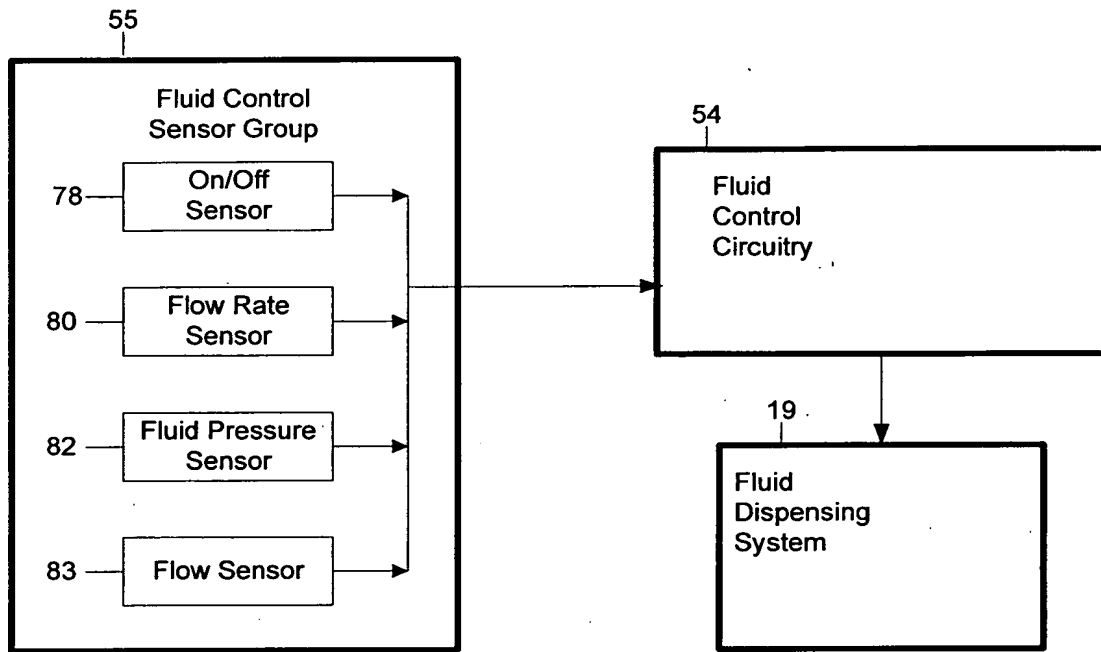 55
Fluid Control
Sensor Group
78
On/Off
Sensor
80
Flow Rate
Sensor
82
Fluid Pressure
Sensor
83
Flow Sensor
54
Fluid
Control
Circuitry
19
Fluid
Dispensing
System